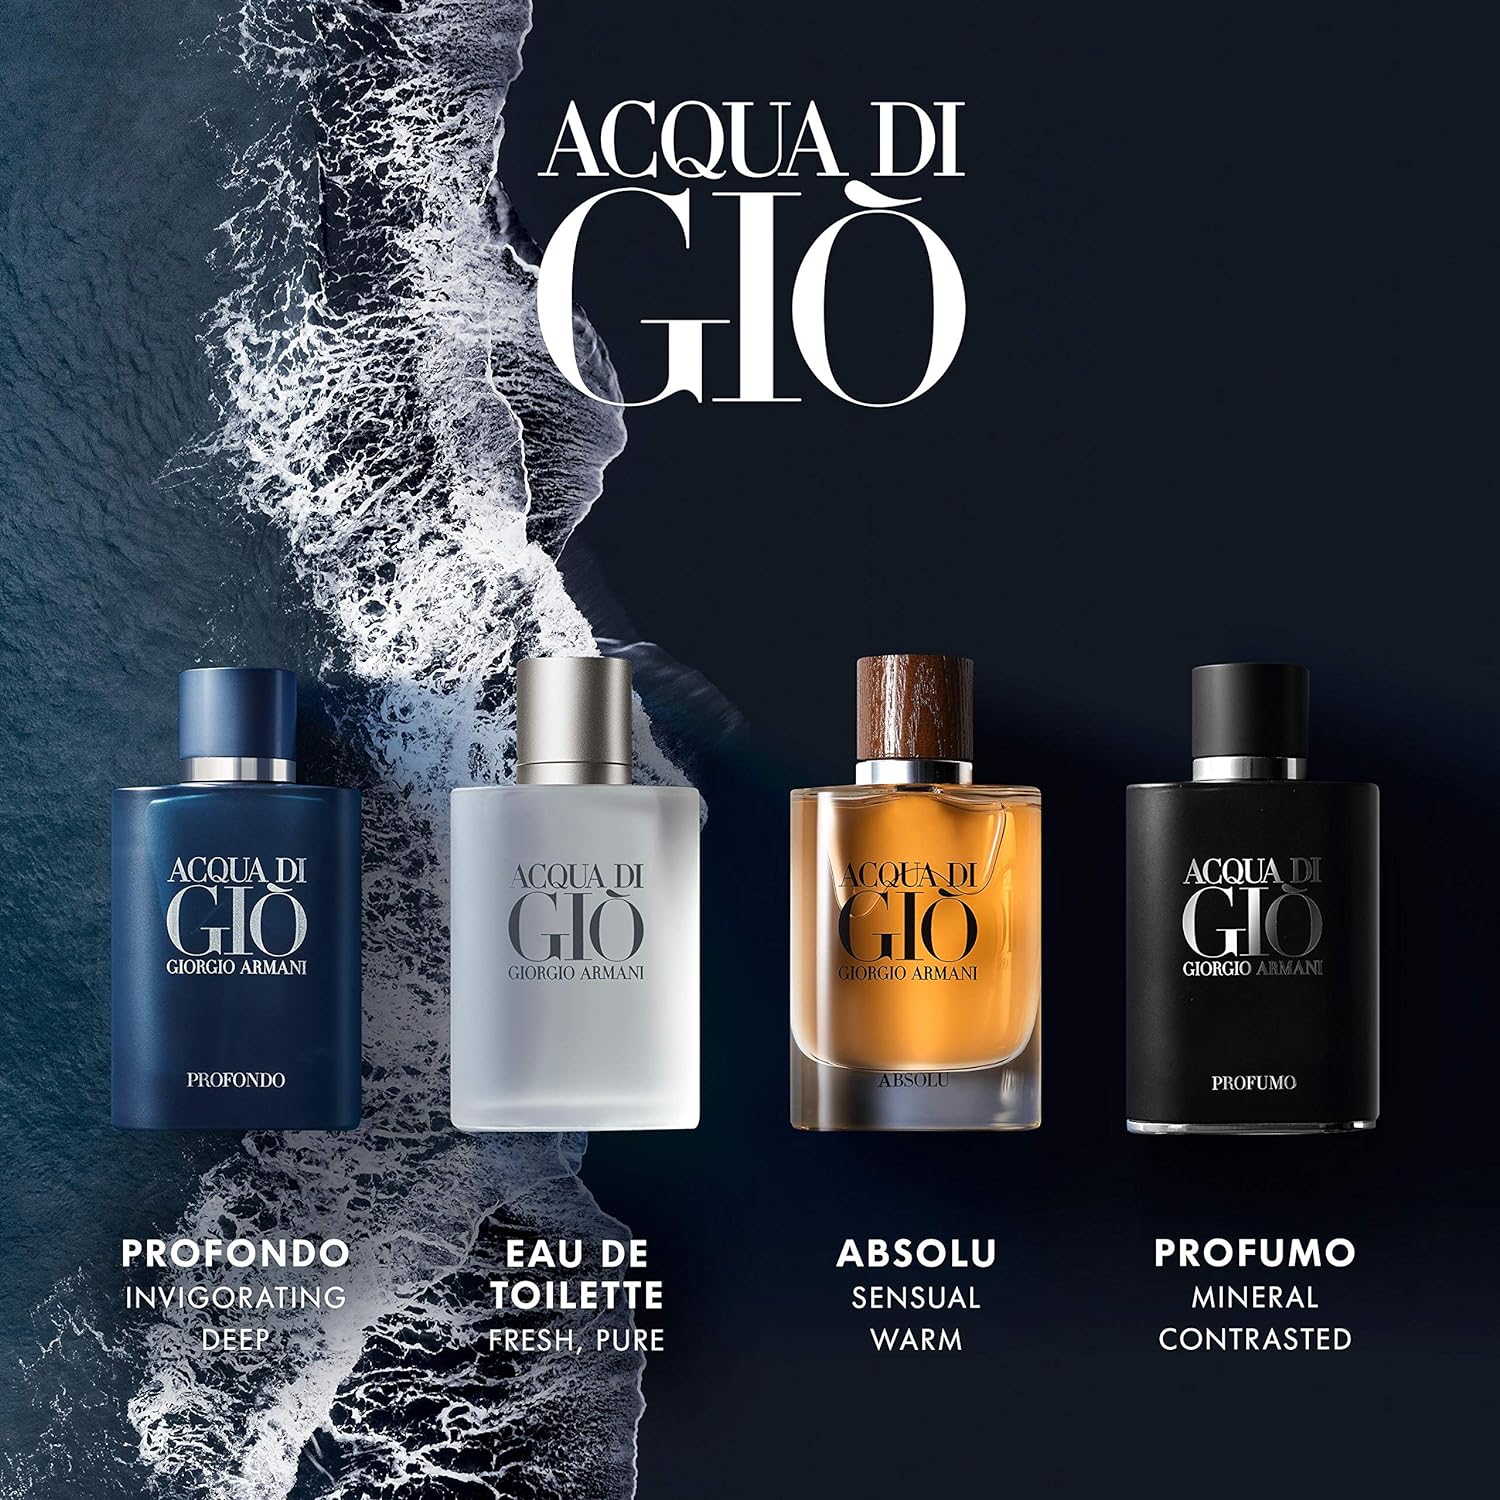 ACQUA DI
GIÒ
ACQUA DI
GIÒ
GIORGIO ARMANI
PROFONDO
ACQUA DI
GIÒ
GIORGIO ARMANI
ACQUA DI
GIÒ
GIORGIO ARMANI
ABSOLU
ACQUA DI
GIÒ
GIORGIO ARMANI
PROFUMO
PROFONDO
INVIGORATING
DEEP
EAU DE
TOILETTE
FRESH, PURE
ABSOLU
SENSUAL
WARM
PROFUMO
MINERAL
CONTRASTED